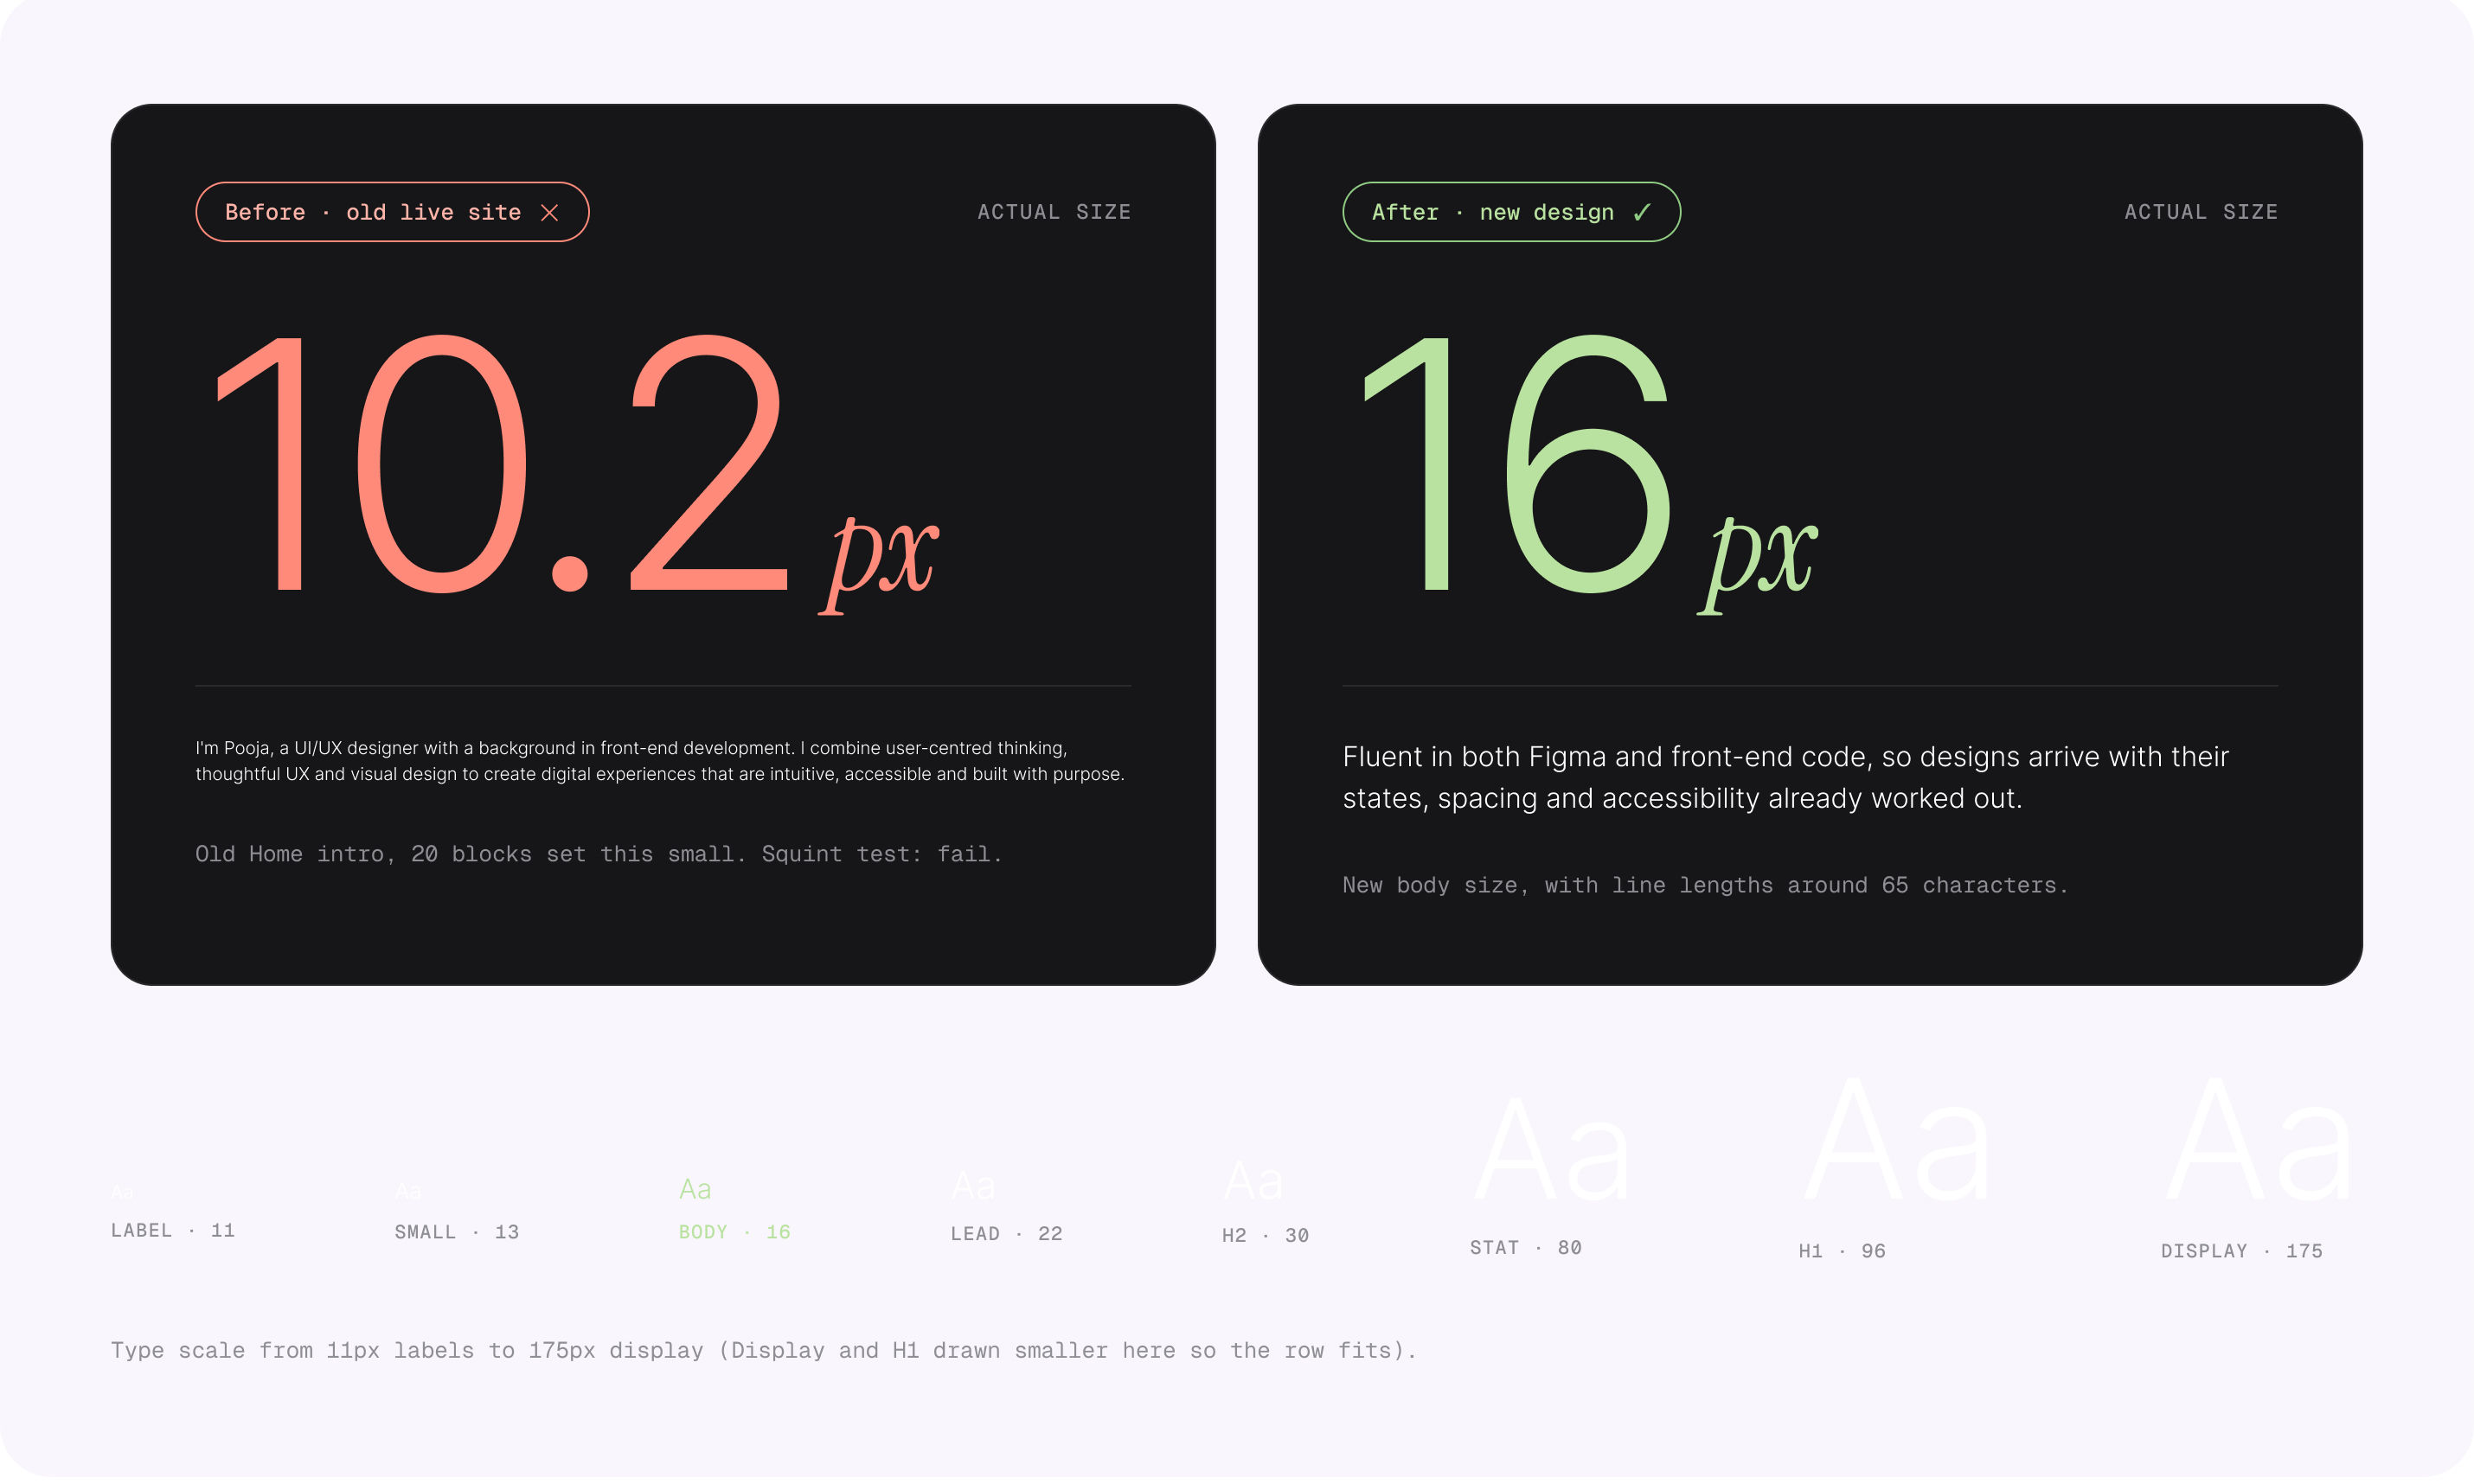 Before · old live site ✕
ACTUAL SIZE
10.2 px
I'm Pooja, a UI/UX designer with a background in front-end development. I combine user-centred thinking,
thoughtful UX and visual design to create digital experiences that are intuitive, accessible and built with purpose.
Old Home intro, 20 blocks set this small. Squint test: fail.
After · new design ✓
ACTUAL SIZE
16 px
Fluent in both Figma and front-end code, so designs arrive with their
states, spacing and accessibility already worked out.
New body size, with line lengths around 65 characters.
Aa
LABEL · 11
Aa
SMALL · 13
Aa
BODY · 16
Aa
LEAD · 22
Aa
H2 · 30
Aa
STAT · 80
Aa
H1 · 96
Aa
DISPLAY · 175
Type scale from 11px labels to 175px display (Display and H1 drawn smaller here so the row fits).